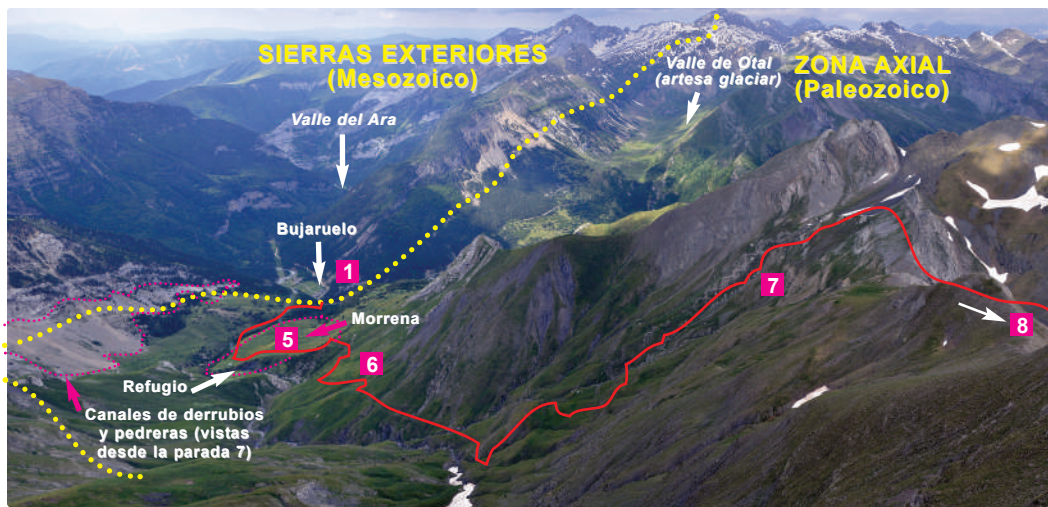 SIERRAS EXTERIORES
(Mesozoico)
Valle de Otal
(artesa glaciar)
ZONA AXIAL
(Paleozoico)
Valle del Ara
Bujaruelo
1
7
Morrena
5
8
6
Refugio
Canales de derrubios
y pedreras (vistas
desde la parada 7)